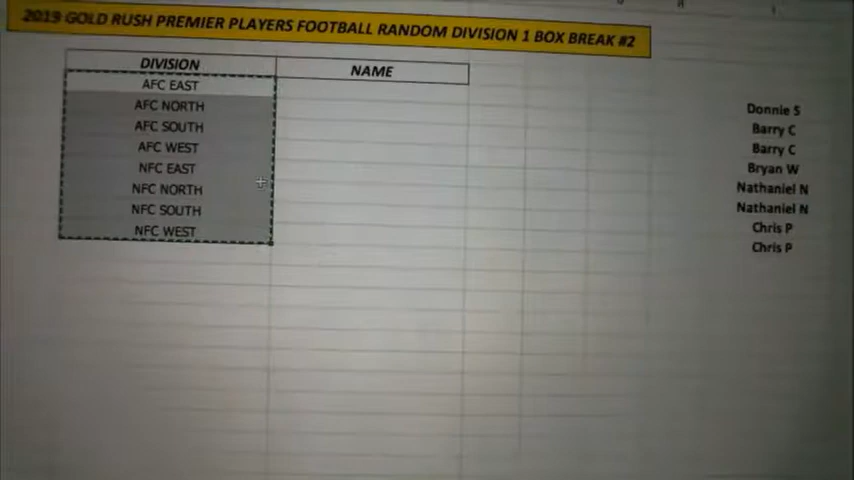 2019 GOLD RUSH PREMIER PLAYERS FOOTBALL RANDOM DIVISION 1 BOX BREAK #2
DIVISION
NAME
AFC EAST
AFC NORTH
AFC SOUTH
AFC WEST
NFC EAST
NFC NORTH
NFC SOUTH
NFC WEST
Donnie S
Barry C
Barry C
Bryan W
Nathaniel N
Nathaniel N
Chris P
Chris P